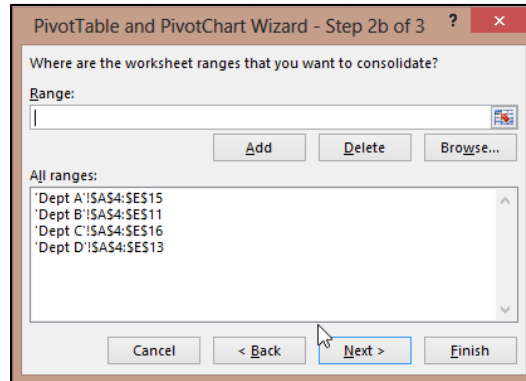 PivotTable and PivotChart Wizard - Step 2b of 3 ? ×
Where are the worksheet ranges that you want to consolidate?
Range:
Add Delete Browse...
All ranges:
'Dept A'!$A$4:$E$15
'Dept B'!$A$4:$E$11
'Dept C'!$A$4:$E$16
'Dept D'!$A$4:$E$13
Cancel < Back Next > Finish